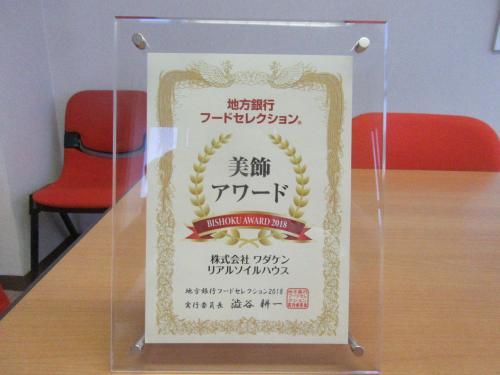 地方銀行
フードセレクション®
美飾
アワード
BISHOKU AWARD 2018
株式会社 ワダケン
リアルソイルハウス
地方銀行フードセレクション2018
実行委員長 澁谷 耕一